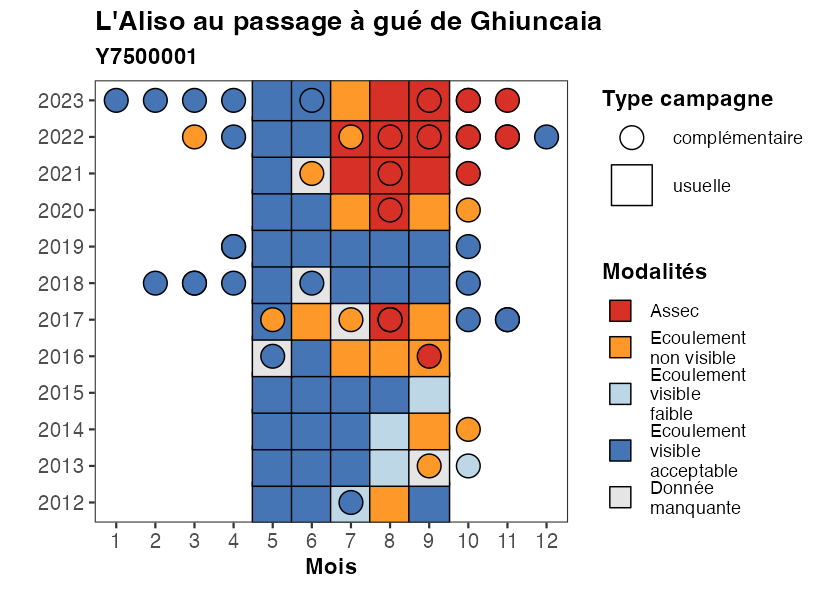 L'Aliso au passage à gué de Ghiuncaia
Y7500001
2023
2022
2021
2020
2019
2018
2017
2016
2015
2014
2013
2012
1 2 3 4 5 6 7 8 9 10 11 12
Mois
Type campagne
complémentaire
usuelle
Modalités
Assec
Ecoulement
non visible
Ecoulement
visible
faible
Ecoulement
visible
acceptable
Donnée
manquante